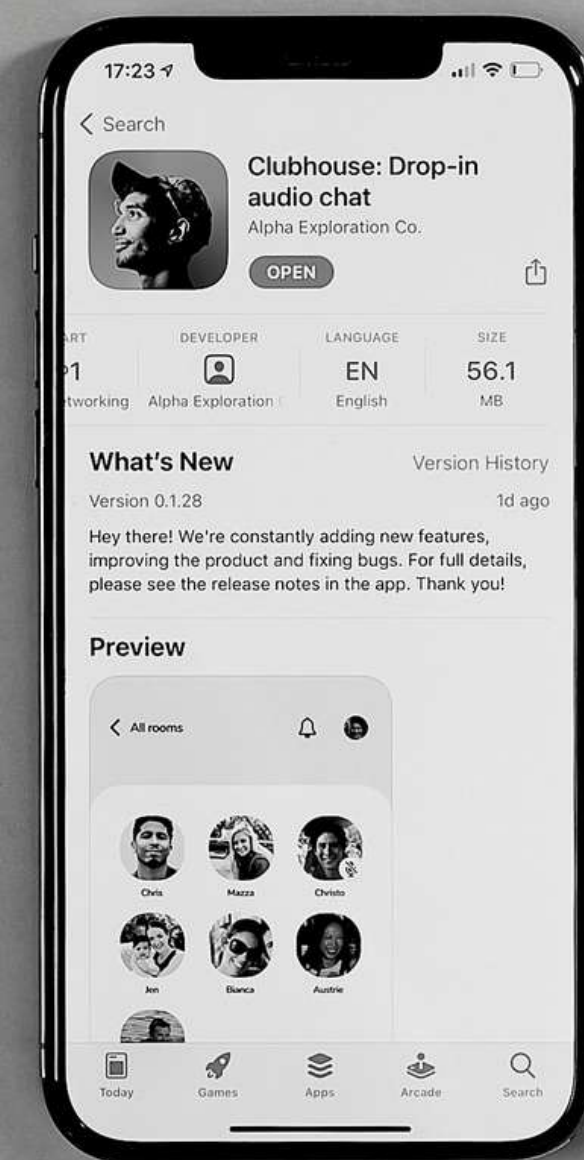 17:23
Search
Clubhouse: Drop-in
audio chat
Alpha Exploration Co.
OPEN
DEVELOPER
LANGUAGE
SIZE
EN
56.1
Alpha Exploration
English
MB
What's New
Version History
Version 0.1.28
1d ago
Hey there! We're constantly adding new features,
improving the product and fixing bugs. For full details,
please see the release notes in the app. Thank you!
Preview
All rooms
Chris
Mazza
Christo
Jen
Bianca
Austrie
Today
Games
Apps
Arcade
Search